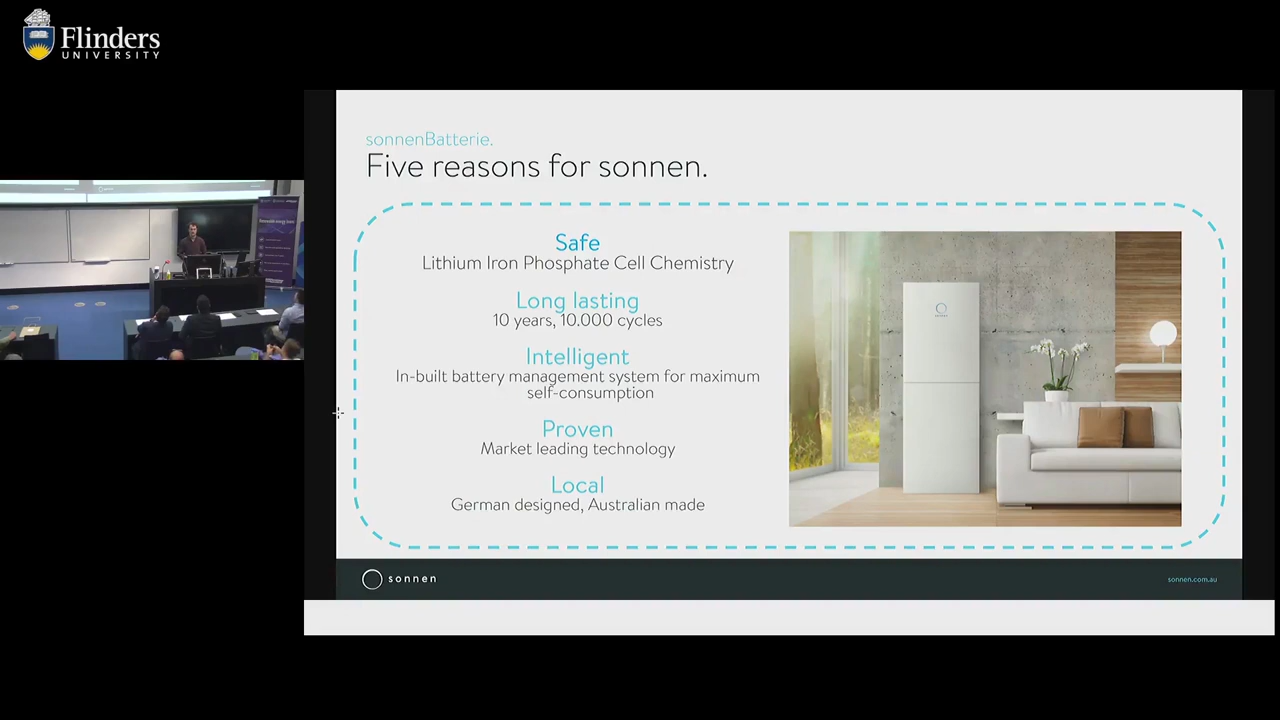 Flinders
UNIVERSITY
sonnenBatterie.
Five reasons for sonnen.
Safe
Lithium Iron Phosphate Cell Chemistry
Long lasting
10 years, 10.000 cycles
Intelligent
In-built battery management system for maximum
self-consumption
Proven
Market leading technology
Local
German designed, Australian made
sonnen
sonnen.com.au